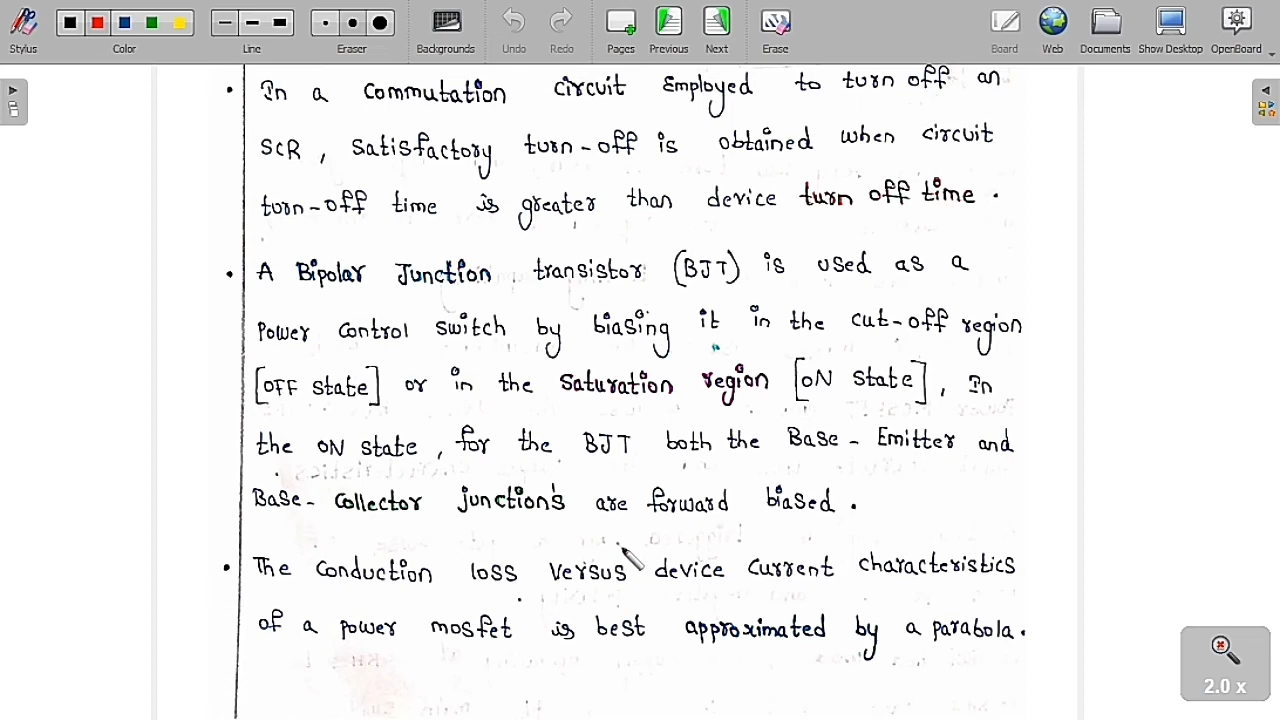 Stylus
Color
Line
Eraser
Backgrounds
Undo
Redo
Pages
Previous
Next
Erase
Board
Web
Documents
Show Desktop
OpenBoard
• In a commutation circuit Employed to turn off an
SCR, satisfactory turn-off is obtained when circuit
turn-off time is greater than device turn off time.
• A Bipolar Junction transistor (BJT) is used as a
Power control switch by biasing it in the cut-off region
[OFF state] or in the saturation region [ON state], In
the ON state, for the BJT both the Base-Emitter and
Base-Collector junction's are forward biased.
• The conduction loss versus device current characteristics
of a power mosfet is best approximated by a parabola.
2.0 x